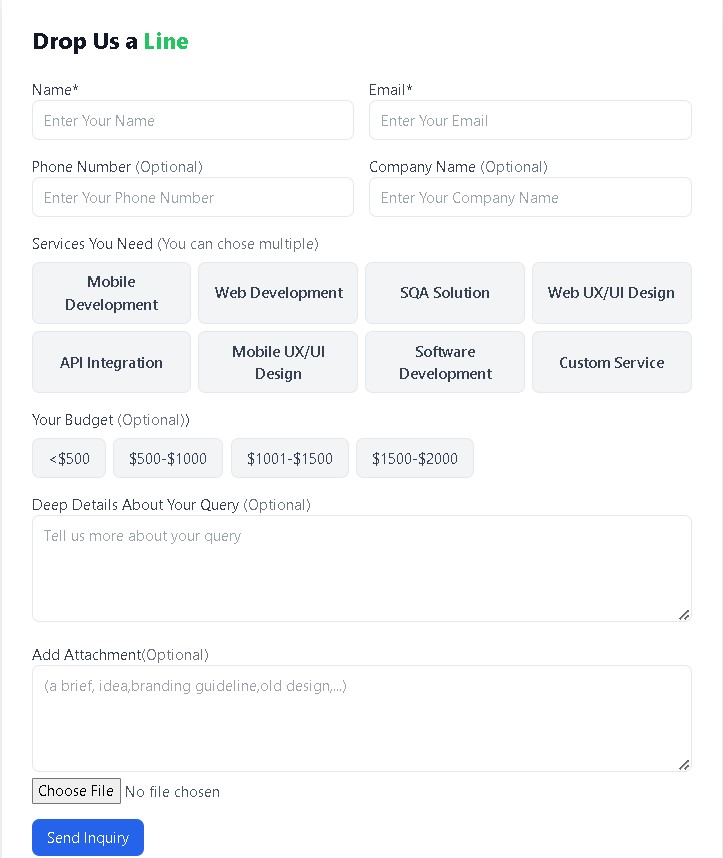 Drop Us a Line
Name*
Email*
Enter Your Name
Enter Your Email
Phone Number (Optional)
Company Name (Optional)
Enter Your Phone Number
Enter Your Company Name
Services You Need (You can chose multiple)
Mobile
Development
Web Development
SQA Solution
Web UX/UI Design
API Integration
Mobile UX/UI
Design
Software
Development
Custom Service
Your Budget (Optional))
<$500
$500-$1000
$1001-$1500
$1500-$2000
Deep Details About Your Query (Optional)
Tell us more about your query
Add Attachment(Optional)
(a brief, idea,branding guideline,old design,...)
Choose File No file chosen
Send Inquiry